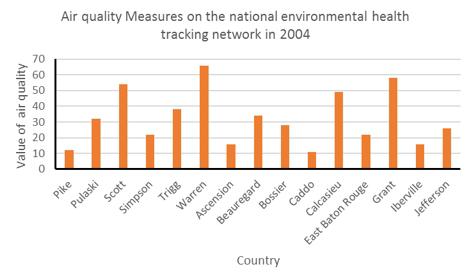 Air quality Measures on the national environmental health
tracking network in 2004
Value of air quality
70
60
50
40
30
20
10
0
Pike
Pulaski
Scott
Simpson
Trigg
Warren
Ascension
Beauregard
Bossier
Caddo
Calcasieu
East Baton Rouge
Grant
Iberville
Jefferson
Country